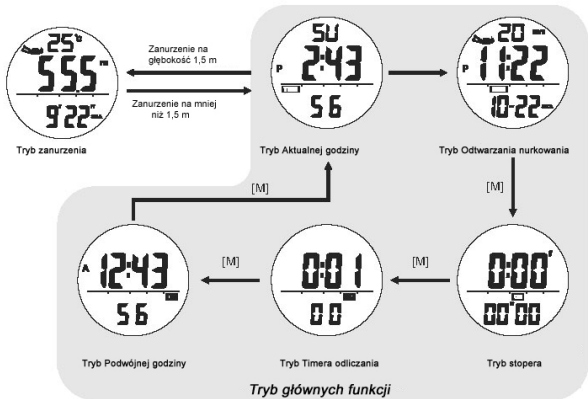 25°c
55.5 m
9'22"
Tryb zanurzenia
Zanurzenie na
głębokość 1,5 m
Zanurzenie na mniej
niż 1,5 m
SU
P 2:43
56
Tryb Aktualnej godziny
20
P 11:22
10-22
Tryb Odtwarzania nurkowania
[M]
[M]
A 12:43
56
Tryb Podwójnej godziny
[M]
0:01
00
Tryb Timera odliczania
[M]
0:00'
00"00
Tryb stopera
Tryb głównych funkcji